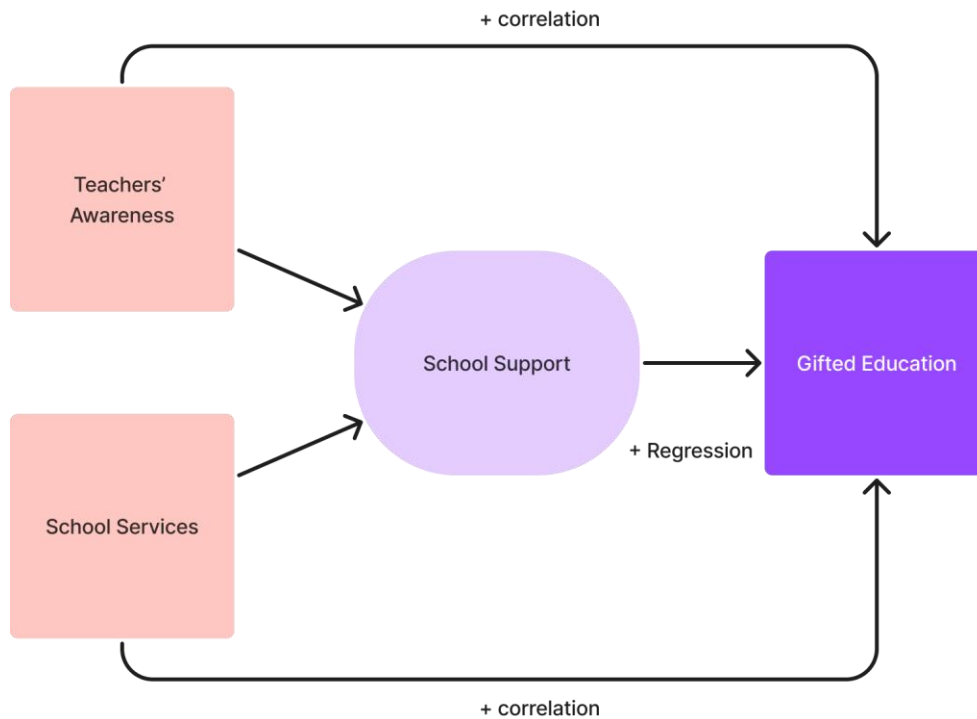 + correlation
Teachers’
Awareness
School Support
Gifted Education
+ Regression
School Services
+ correlation